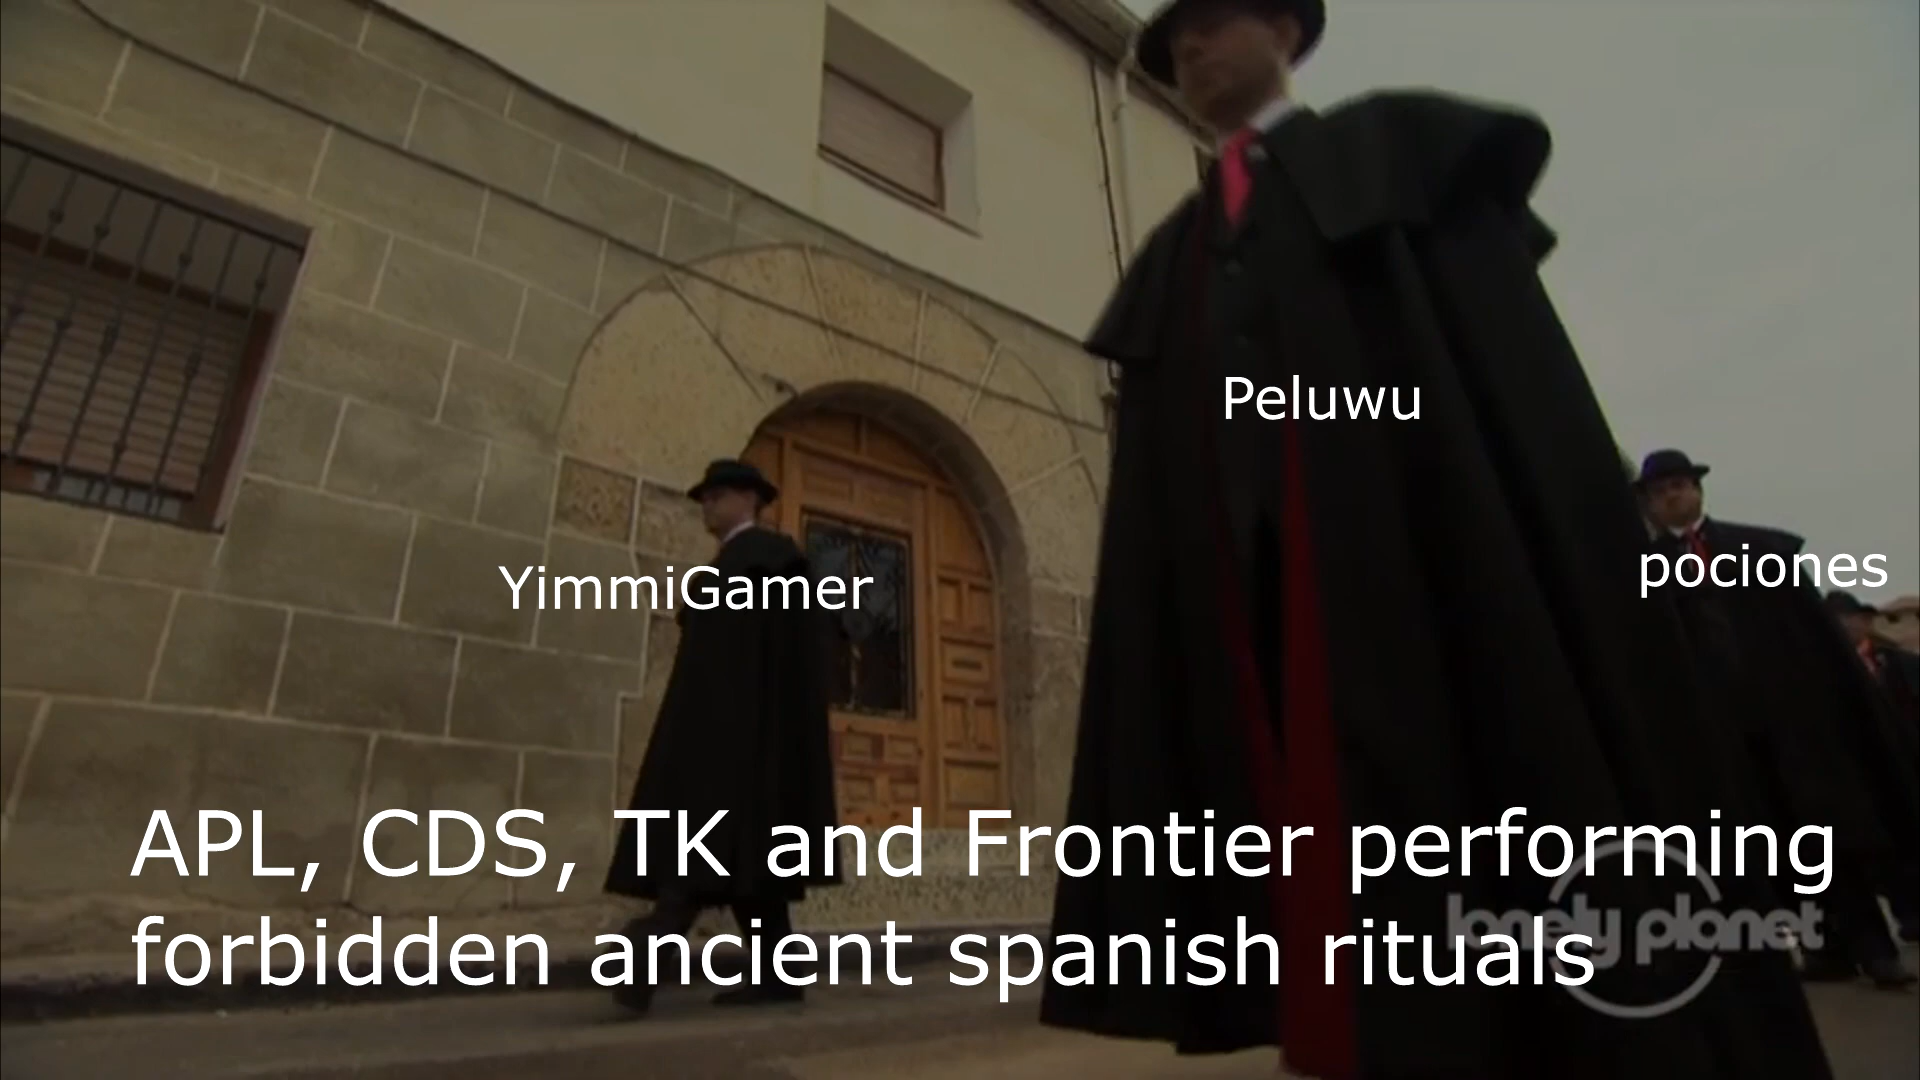 Peluwu
pociones
YimmiGamer
APL, CDS, TK and Frontier performing
forbidden ancient spanish rituals
lonely planet